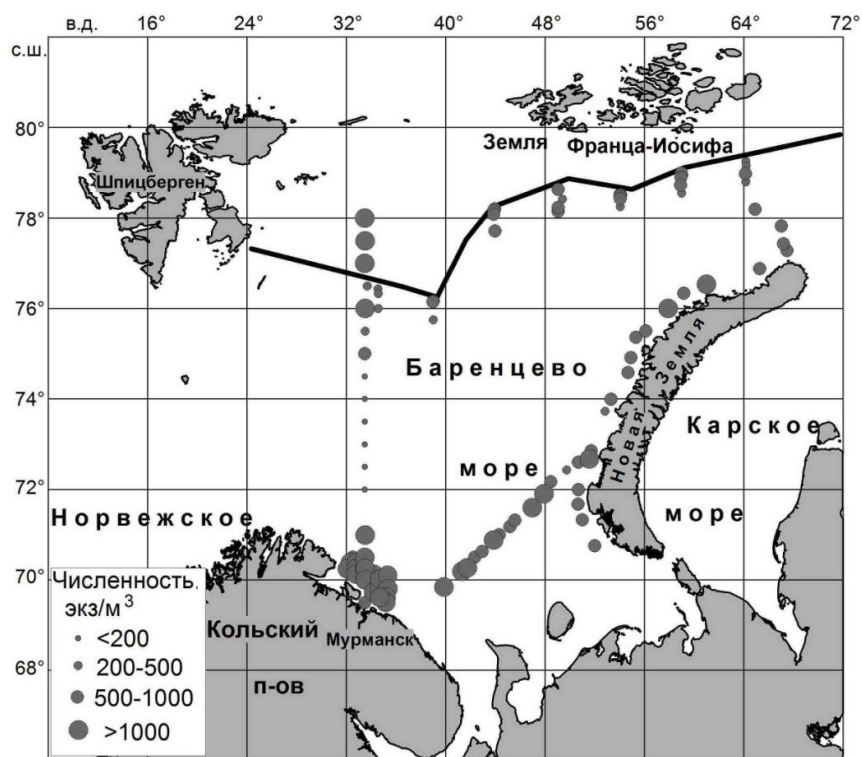 в.д. 16° 24° 32° 40° 48° 56° 64° 72°
с.ш.
80°
Земля Франца-Иосифа
Шпицберген
78°
76°
Баренцево
74°
Новая Земля
Карское
72°
море
Норвежское
море
70°
Численность,
экз/м³
<200
200-500
500-1000
>1000
Кольский
Мурманск
68°
п-ов